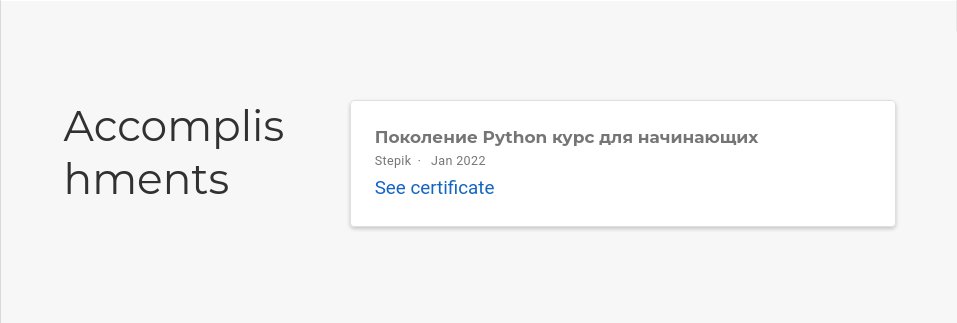 Accomplis
hments
Поколение Python курс для начинающих
Stepik · Jan 2022
See certificate